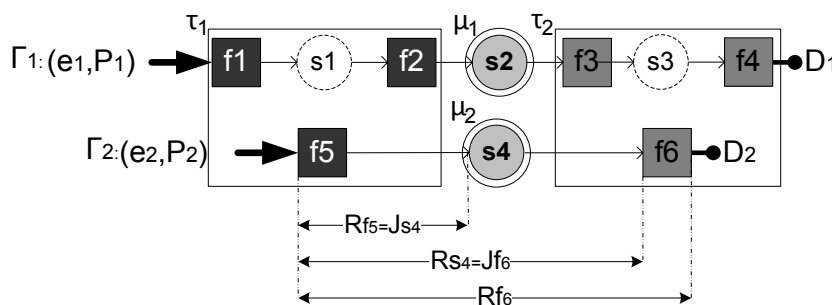 τ1 μ1 τ2
Γ1:(e1,P1) f1 s1 f2 s2 f3 s3 f4 D1
μ2
Γ2:(e2,P2) f5 s4 f6 D2
Rf5=Js4
Rs4=Jf6
Rf6